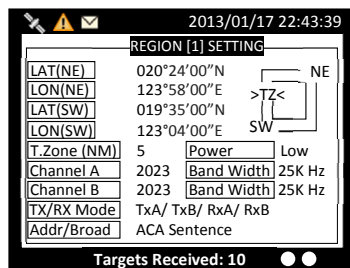 2013/01/17 22:43:39
REGION [1] SETTING
LAT(NE) 020°24'00"N NE
LON(NE) 123°58'00"E >TZ<
LAT(SW) 019°35'00"N
LON(SW) 123°04'00"E SW
T.Zone (NM) 5 Power Low
Channel A 2023 Band Width 25K Hz
Channel B 2023 Band Width 25K Hz
TX/RX Mode TxA/ TxB/ RxA/ RxB
Addr/Broad ACA Sentence
Targets Received: 10